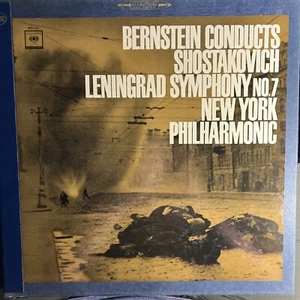 BERNSTEIN CONDUCTS
SHOSTAKOVICH
LENINGRAD SYMPHONY NO.7
NEW YORK
PHILHARMONIC